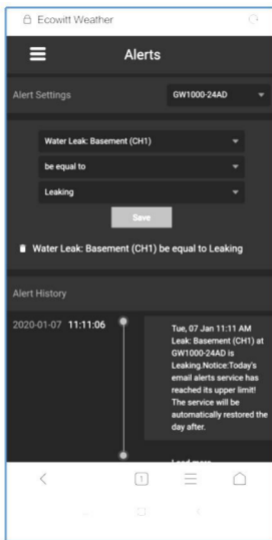 Ecowitt Weather
Alerts
Alert Settings
GW1000-24AD
Water Leak: Basement (CH1)
be equal to
Leaking
Save
Water Leak: Basement (CH1) be equal to Leaking
Alert History
2020-01-07 11:11:06
Tue, 07 Jan 11:11 AM
Leak: Basement (CH1) at
GW1000-24AD is
Leaking.Notice:Today's
email alerts service has
reached its upper limit!
The service will be
automatically restored the
day after.
Load more
1